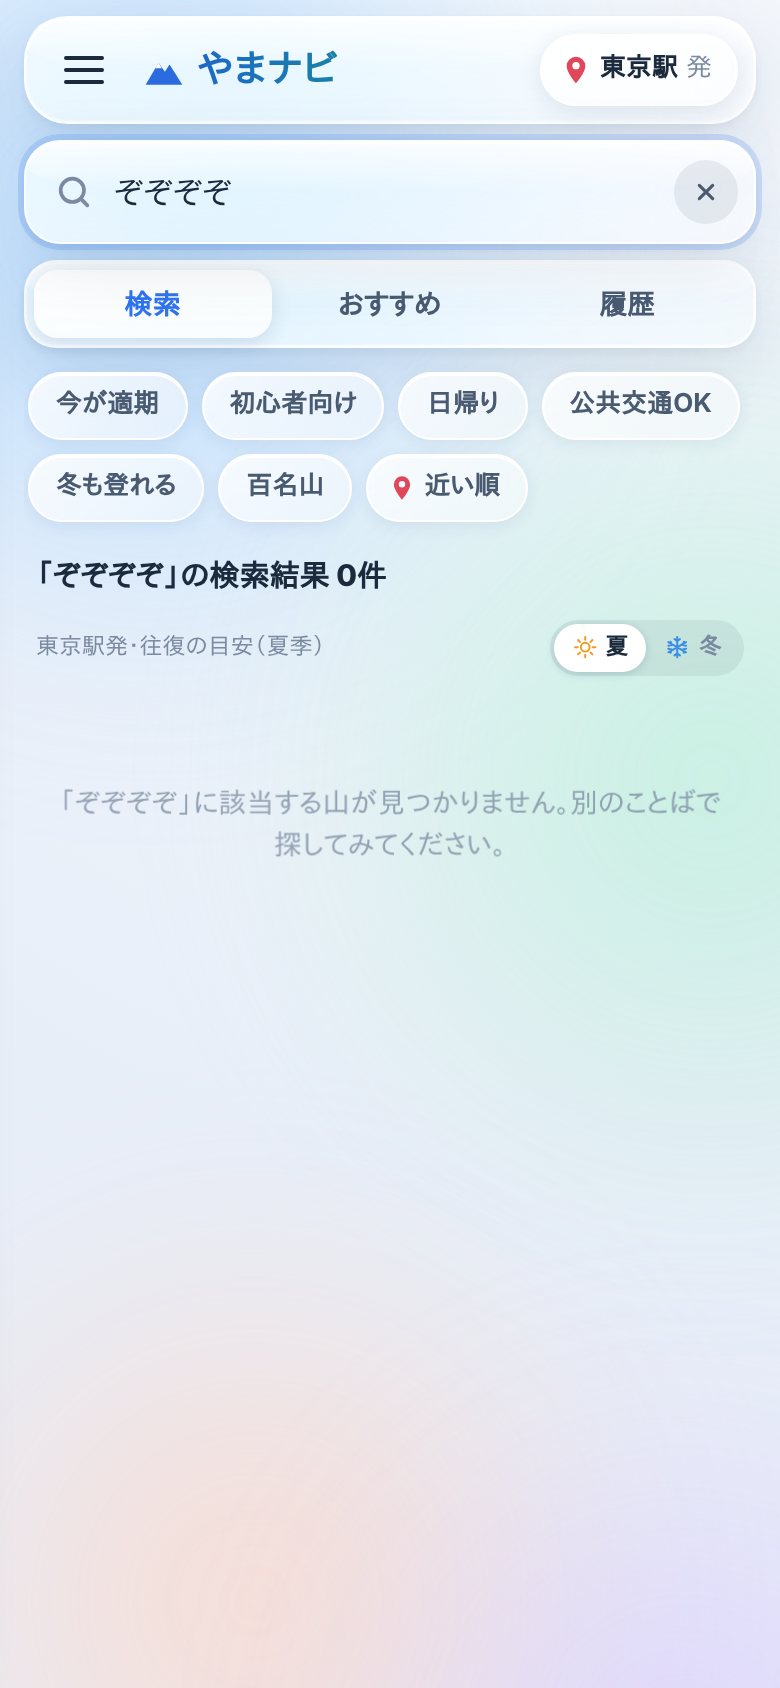 やまナビ
東京駅 発
ぞぞぞぞ
検索 おすすめ 履歴
今が適期 初心者向け 日帰り 公共交通OK
冬も登れる 百名山 近い順
「ぞぞぞぞ」の検索結果 0件
東京駅発·往復の目安(夏季) 夏 冬
「ぞぞぞぞ」に該当する山が見つかりません。別のことばで
探してみてください。